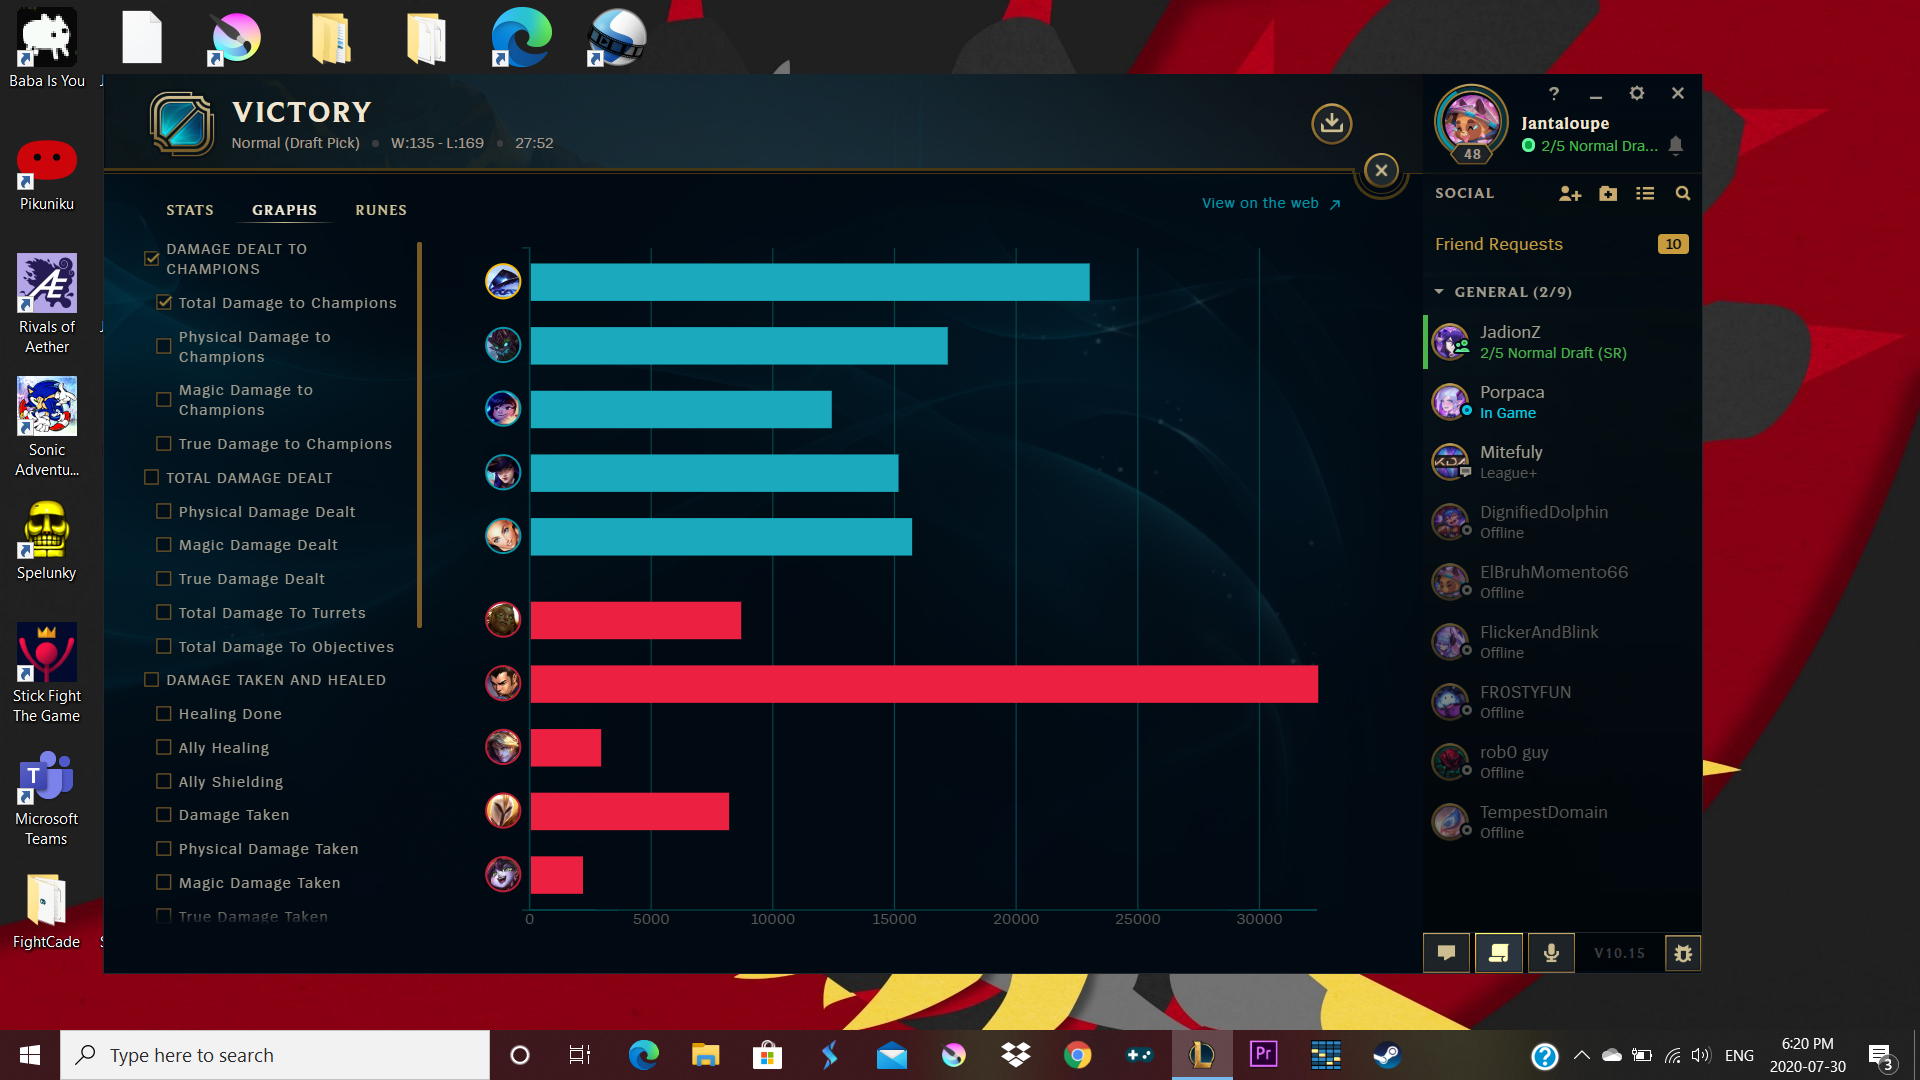 Baba Is You
Pikuniku
Rivals of
Aether
Sonic
Adventu...
Spelunky
Stick Fight
The Game
Microsoft
Teams
FightCade
VICTORY
Normal (Draft Pick) • W:135 - L:169 • 27:52
STATS GRAPHS RUNES
View on the web
DAMAGE DEALT TO
CHAMPIONS
Total Damage to Champions
Physical Damage to
Champions
Magic Damage to
Champions
True Damage to Champions
TOTAL DAMAGE DEALT
Physical Damage Dealt
Magic Damage Dealt
True Damage Dealt
Total Damage To Turrets
Total Damage To Objectives
DAMAGE TAKEN AND HEALED
Healing Done
Ally Healing
Ally Shielding
Damage Taken
Physical Damage Taken
Magic Damage Taken
True Damage Taken
0 5000 10000 15000 20000 25000 30000
Jantaloupe
48
2/5 Normal Dra...
SOCIAL
Friend Requests 10
GENERAL (2/9)
JadionZ
2/5 Normal Draft (SR)
Porpaca
In Game
Mitefuly
League+
DignifiedDolphin
Offline
ElBruhMomento66
Offline
FlickerAndBlink
Offline
FR0STYFUN
Offline
rob0 guy
Offline
TempestDomain
Offline
V10.15
Type here to search
Pr
ENG
6:20 PM
2020-07-30
3